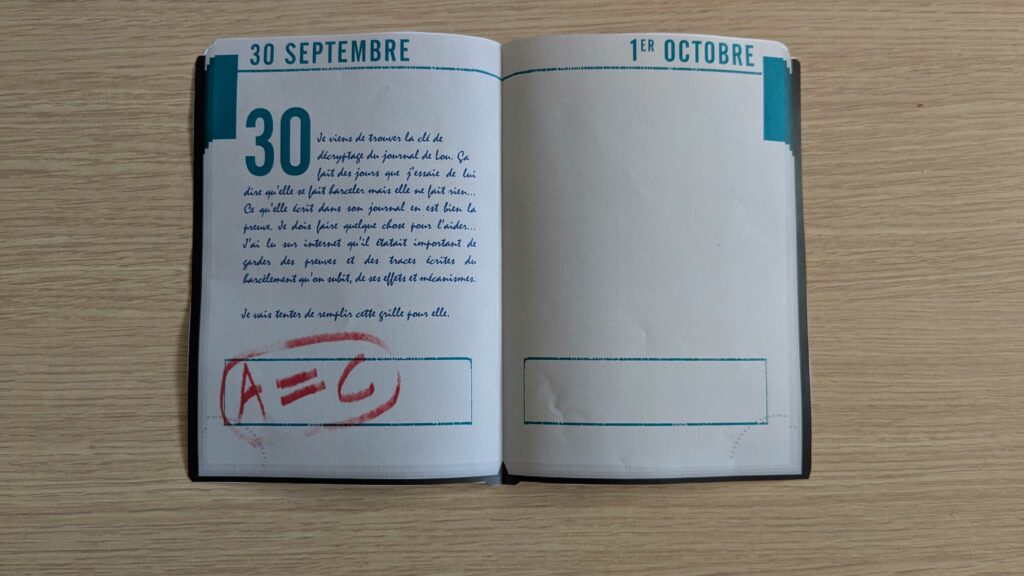 30 SEPTEMBRE
30
Je viens de trouver la clé de
décryptage du journal de Lou. Ça
fait des jours que j'essaie de lui
dire qu'elle se fait harceler mais elle ne fait rien...
Ce qu'elle écrit dans son journal en est bien la
preuve. Je dois faire quelque chose pour l'aider...
J'ai lu sur internet qu'il étatait important de
garder des preuves et des traces écrites du
harcèlement qu'on subit, de ses effets et mécanismes.
Je vais tenter de remplir cette grille pour elle.
A = C
1ER OCTOBRE